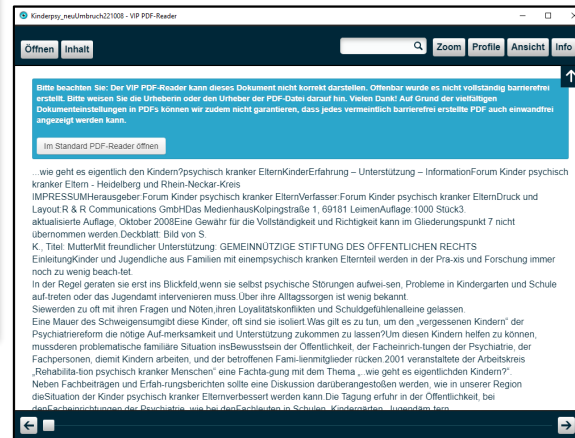 Kinderpsy_neuUmbruch221008 - VIP PDF-Reader
Öffnen Inhalt Zoom Profile Ansicht Info
Bitte beachten Sie: Der VIP PDF-Reader kann dieses Dokument nicht korrekt darstellen. Offenbar wurde es nicht vollständig barrierefrei
erstellt. Bitte weisen Sie die Urheberin oder den Urheber der PDF-Datei darauf hin. Vielen Dank! Auf Grund der vielfältigen
Dokumenteinstellungen in PDFs können wir zudem nicht garantieren, dass jedes vermeintlich barrierefrei erstellte PDF auch einwandfrei
angezeigt werden kann.
Im Standard PDF-Reader öffnen
...wie geht es eigentlich den Kindern?psychisch kranker ElternKinderErfahrung – Unterstützung – InformationForum Kinder psychisch
kranker Eltern - Heidelberg und Rhein-Neckar-Kreis
IMPRESSUMHerausgeber:Forum Kinder psychisch kranker ElternVerfasser:Forum Kinder psychisch kranker ElternDruck und
Layout:R & R Communications GmbHDas MedienhausKolpingstraße 1, 69181 LeimenAuflage:1000 Stück3.
aktualisierte Auflage, Oktober 2008Eine Gewähr für die Vollständigkeit und Richtigkeit kann im Gliederungspunkt 7 nicht
übernommen werden.Deckblatt: Bild von S.
K., Titel: MutterMit freundlicher Unterstützung: GEMEINNÜTZIGE STIFTUNG DES ÖFFENTLICHEN RECHTS
EinleitungKinder und Jugendliche aus Familien mit einempsychisch kranken Elternteil werden in der Pra-xis und Forschung immer
noch zu wenig beach-tet.
In der Regel geraten sie erst ins Blickfeld,wenn sie selbst psychische Störungen aufwei-sen, Probleme in Kindergarten und Schule
auf-treten oder das Jugendamt intervenieren muss.Über ihre Alltagssorgen ist wenig bekannt.
Siewerden zu oft mit ihren Fragen und Nöten,ihren Loyalitätskonflikten und Schuldgefühlenalleine gelassen.
Eine Mauer des Schweigensumgibt diese Kinder, oft sind sie isoliert.Was gilt es zu tun, um den „vergessenen Kindern“ der
Psychiatriereform die nötige Auf-merksamkeit und Unterstützung zukommen zu lassen?Um diesen Kindern helfen zu können,
mussderen problematische familiäre Situation insBewusstsein der Öffentlichkeit, der Facheinrich-tungen der Psychiatrie, der
Fachpersonen, diemit Kindern arbeiten, und der betroffenen Fami-lienmitglieder rücken.2001 veranstaltete der Arbeitskreis
„Rehabilita-tion psychisch kranker Menschen“ eine Fachta-gung mit dem Thema „..wie geht es eigentlichden Kindern?“.
Neben Fachbeiträgen und Erfah-rungsberichten sollte eine Diskussion darüberangestoßen werden, wie in unserer Region
dieSituation der Kinder psychisch kranker Elternverbessert werden kann.Die Tagung erfuhr in der Öffentlichkeit, bei
denFacheinrichtungen der Psychiatrie, wie bei denFachleuten in Schulen, Kindergärten, Jugendäm-tern